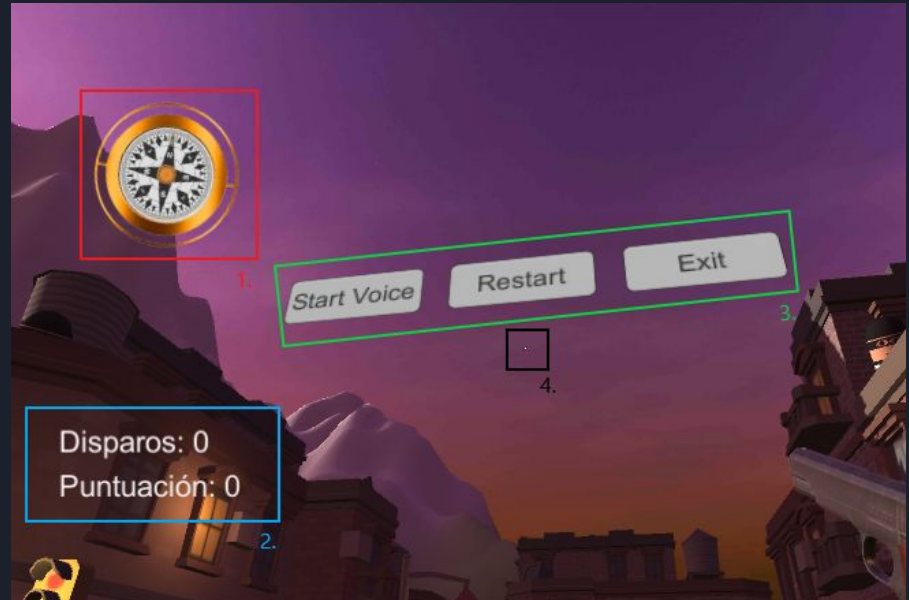 1.
Start Voice
Restart
Exit
3.
4.
Disparos: 0
Puntuación: 0
2.